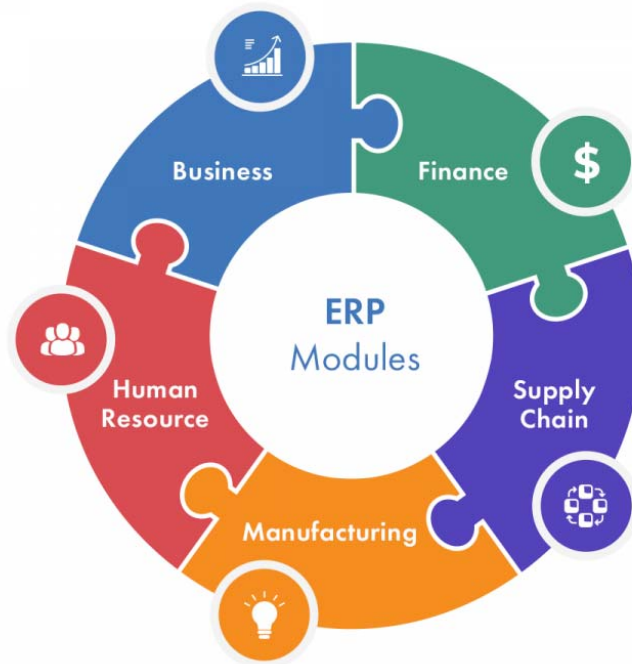 Business
Finance
$
ERP
Modules
Human
Resource
Supply
Chain
Manufacturing